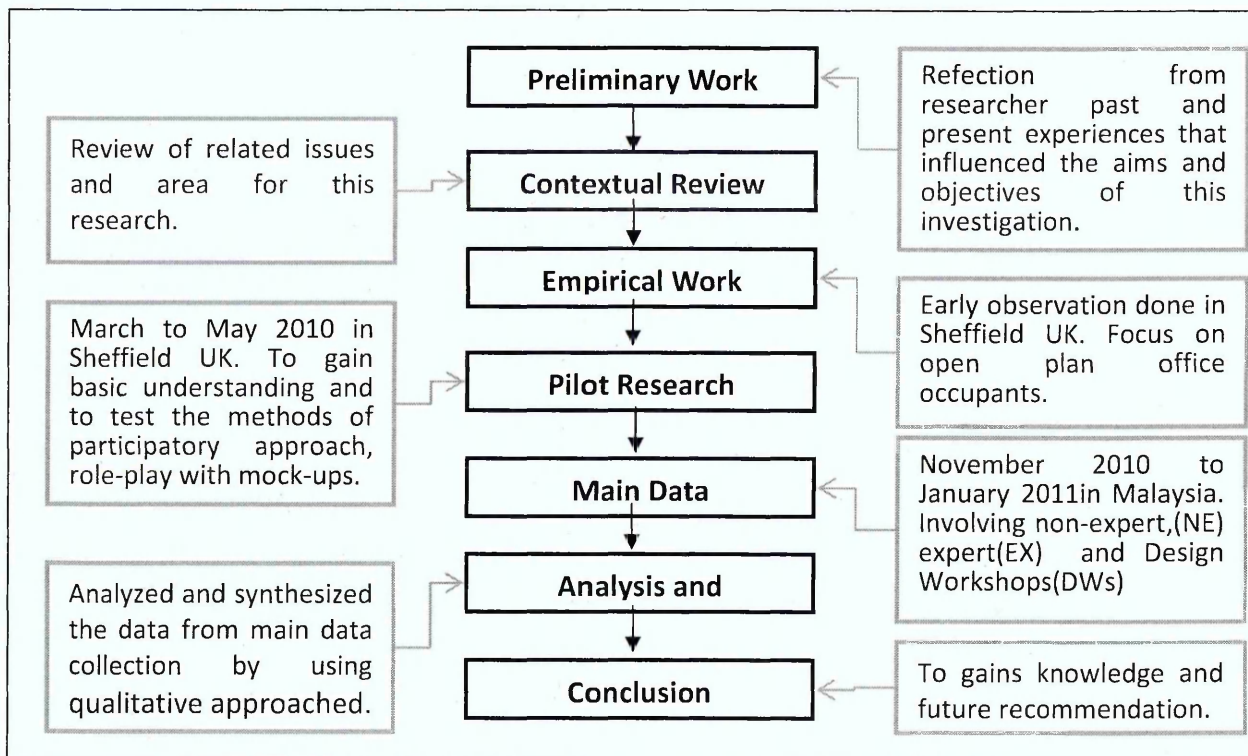 Preliminary Work
Refection from
researcher past and
present experiences that
influenced the aims and
objectives of this
investigation.
Review of related issues
and area for this
research.
Contextual Review
Empirical Work
Early observation done in
Sheffield UK. Focus on
open plan office
occupants.
March to May 2010 in
Sheffield UK. To gain
basic understanding and
to test the methods of
participatory approach,
role-play with mock-ups.
Pilot Research
Main Data
November 2010 to
January 2011in Malaysia.
Involving non-expert,(NE)
expert(EX) and Design
Workshops(DWs)
Analysis and
Analyzed and synthesized
the data from main data
collection by using
qualitative approached.
Conclusion
To gains knowledge and
future recommendation.